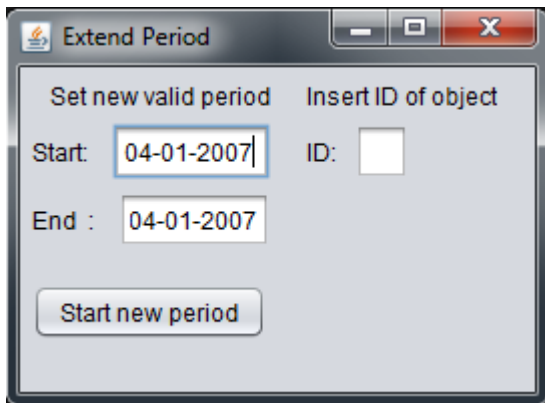 Extend Period
Set new valid period Insert ID of object
Start: 04-01-2007 ID:
End : 04-01-2007
Start new period